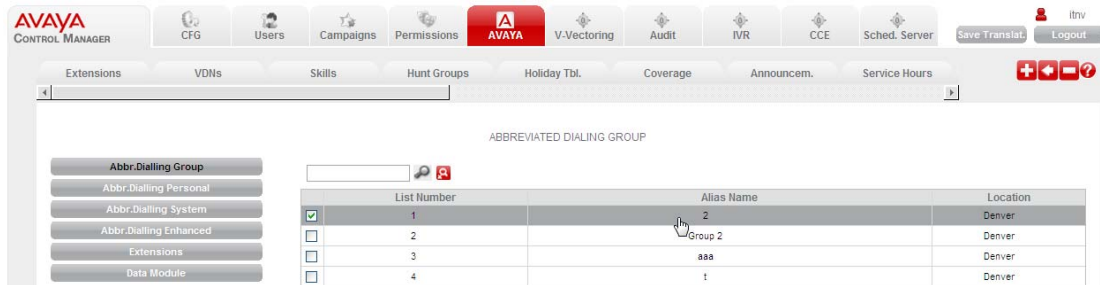 AVAYA
CONTROL MANAGER
CFG Users Campaigns Permissions AVAYA V-Vectoring Audit IVR CCE Sched. Server
itnv
Save Translat. Logout
Extensions VDNs Skills Hunt Groups Holiday Tbl. Coverage Announcem. Service Hours
ABBREVIATED DIALING GROUP
Abbr.Dialling Group
Abbr.Dialling Personal
Abbr.Dialling System
Abbr.Dialling Enhanced
Extensions
Data Module
List Number Alias Name Location
1 2 Denver
2 Group 2 Denver
3 aaa Denver
4 t Denver